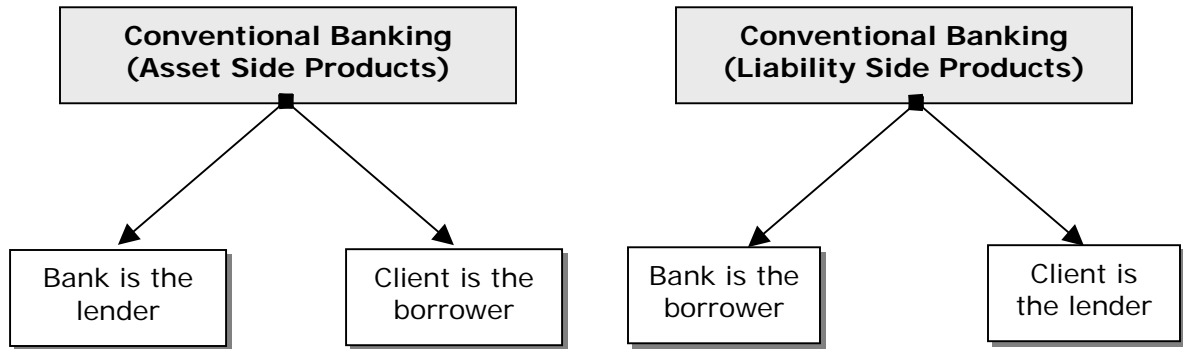 Conventional Banking
(Asset Side Products)
Conventional Banking
(Liability Side Products)
Bank is the
lender
Client is the
borrower
Bank is the
borrower
Client is
the lender